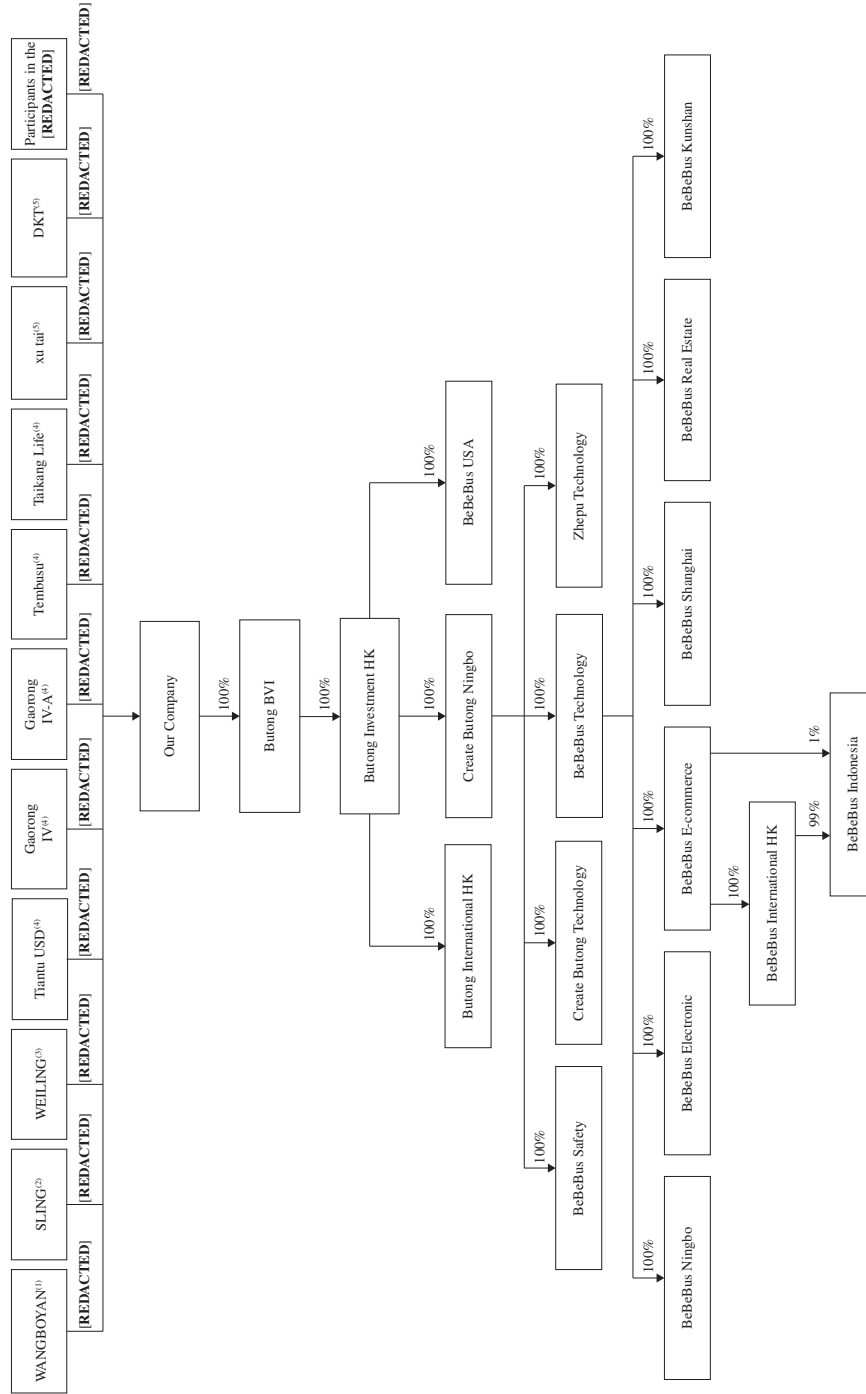 WANGBOYAN(1)
SLING(2)
WEILING(3)
Tiantu USD(4)
Gaorong
IV(4)
Gaorong
IV-A(4)
Tembusu(4)
Taikang Life(4)
xu tai(5)
DKT(5)
Participants in the
[REDACTED]
[REDACTED]
[REDACTED]
[REDACTED]
[REDACTED]
[REDACTED]
[REDACTED]
[REDACTED]
[REDACTED]
[REDACTED]
[REDACTED]
[REDACTED]
Our Company
100%
Butong BVI
100%
Butong Investment HK
100%
100%
100%
Butong International HK
Create Butong Ningbo
BeBeBus USA
100%
100%
100%
100%
BeBeBus Safety
Create Butong Technology
BeBeBus Technology
Zhepu Technology
100%
100%
100%
100%
100%
100%
BeBeBus Ningbo
BeBeBus Electronic
BeBeBus E-commerce
BeBeBus Shanghai
BeBeBus Real Estate
BeBeBus Kunshan
100%
BeBeBus International HK
99%
1%
BeBeBus Indonesia